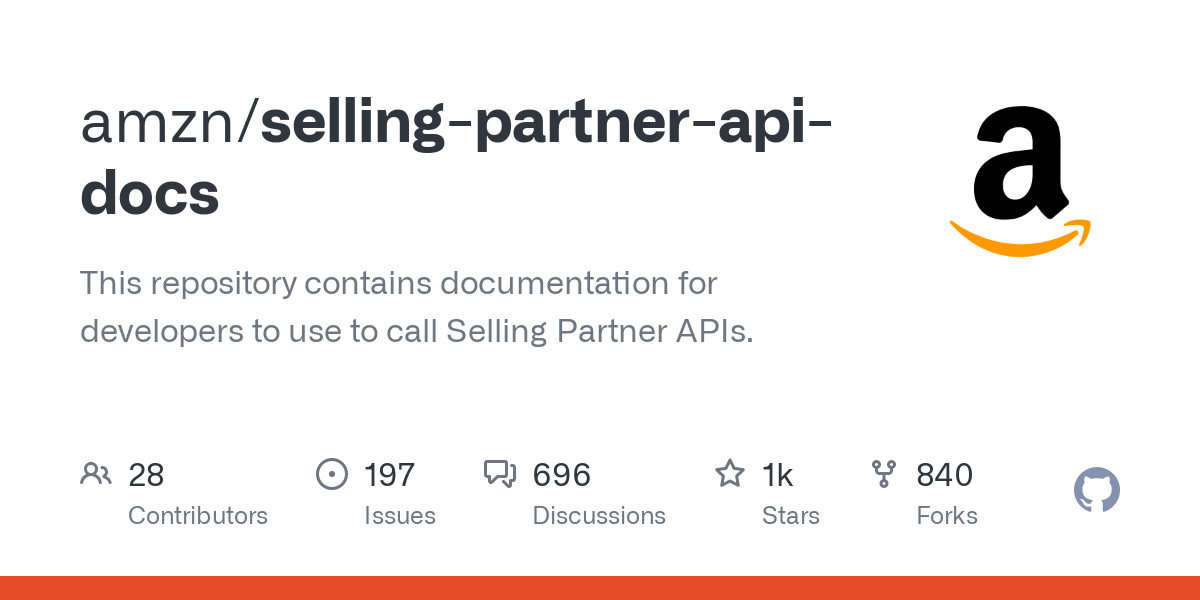 amzn/selling-partner-api-
docs
This repository contains documentation for
developers to use to call Selling Partner APIs.
28 197 696 1k 840
Contributors Issues Discussions Stars Forks